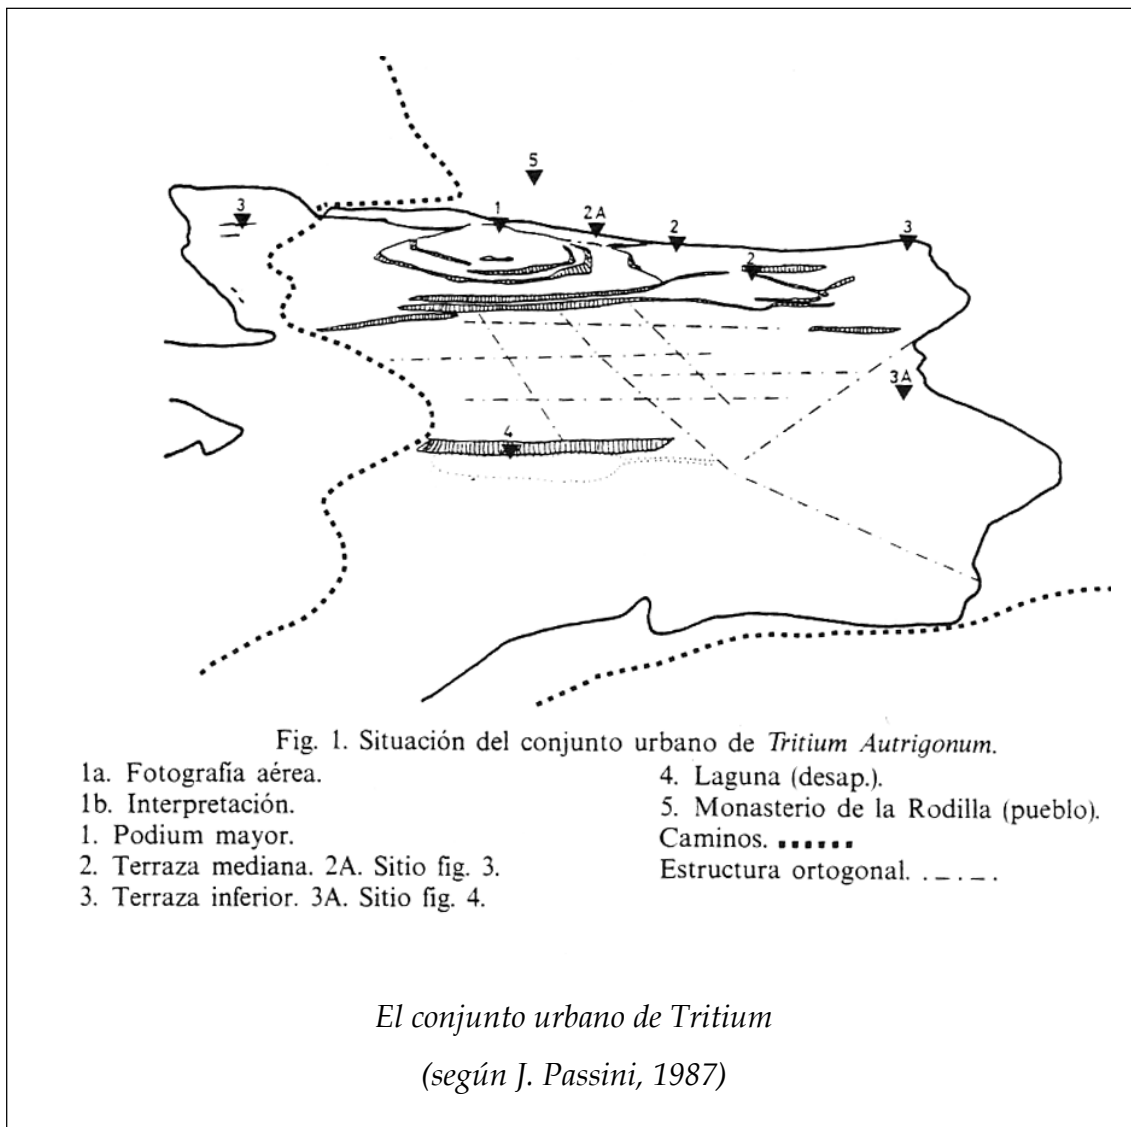 5
3
1
2A
2
3
2
3A
4
Fig. 1. Situación del conjunto urbano de Tritium Autrigonum.
1a. Fotografía aérea.
1b. Interpretación.
1. Podium mayor.
2. Terraza mediana. 2A. Sitio fig. 3.
3. Terraza inferior. 3A. Sitio fig. 4.
4. Laguna (desap.).
5. Monasterio de la Rodilla (pueblo).
Caminos.
Estructura ortogonal.
El conjunto urbano de Tritium
(según J. Passini, 1987)